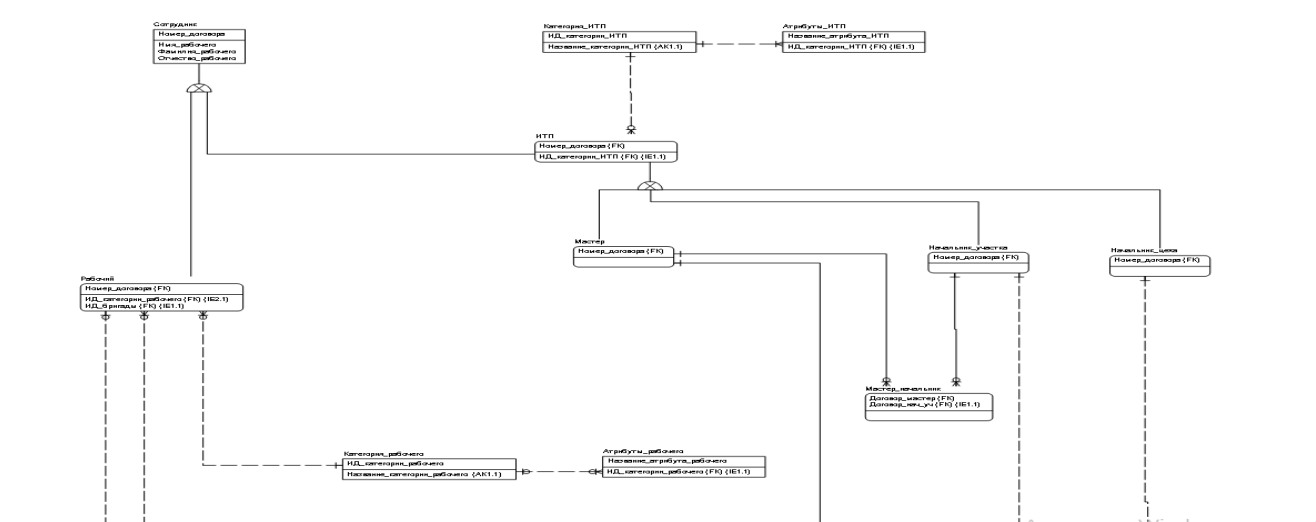 Сотрудник
Номер_договора
Имя_рабочего
Фамилия_рабочего
Отчество_рабочего
Категория_ИТП
ИД_категории_ИТП
Название_категории_ИТП (AK1.1)
Атрибуты_ИТП
Название_атрибута_ИТП
ИД_категории_ИТП (FK) (IE1.1)
ИТП
Номер_договора (FK)
ИД_категории_ИТП (FK) (IE1.1)
Мастер
Номер_договора (FK)
Начальник_участка
Номер_договора (FK)
Начальник_цеха
Номер_договора (FK)
Рабочий
Номер_договора (FK)
ИД_категории_рабочего (FK) (IE2.1)
ИД_бригады (FK) (IE1.1)
Мастер_начальник
Договор_мастер (FK)
Договор_нач_уч (FK) (IE1.1)
Категория_рабочего
ИД_категории_рабочего
Название_категории_рабочего (AK1.1)
Атрибуты_рабочего
Название_атрибута_рабочего
ИД_категории_рабочего (FK) (IE1.1)